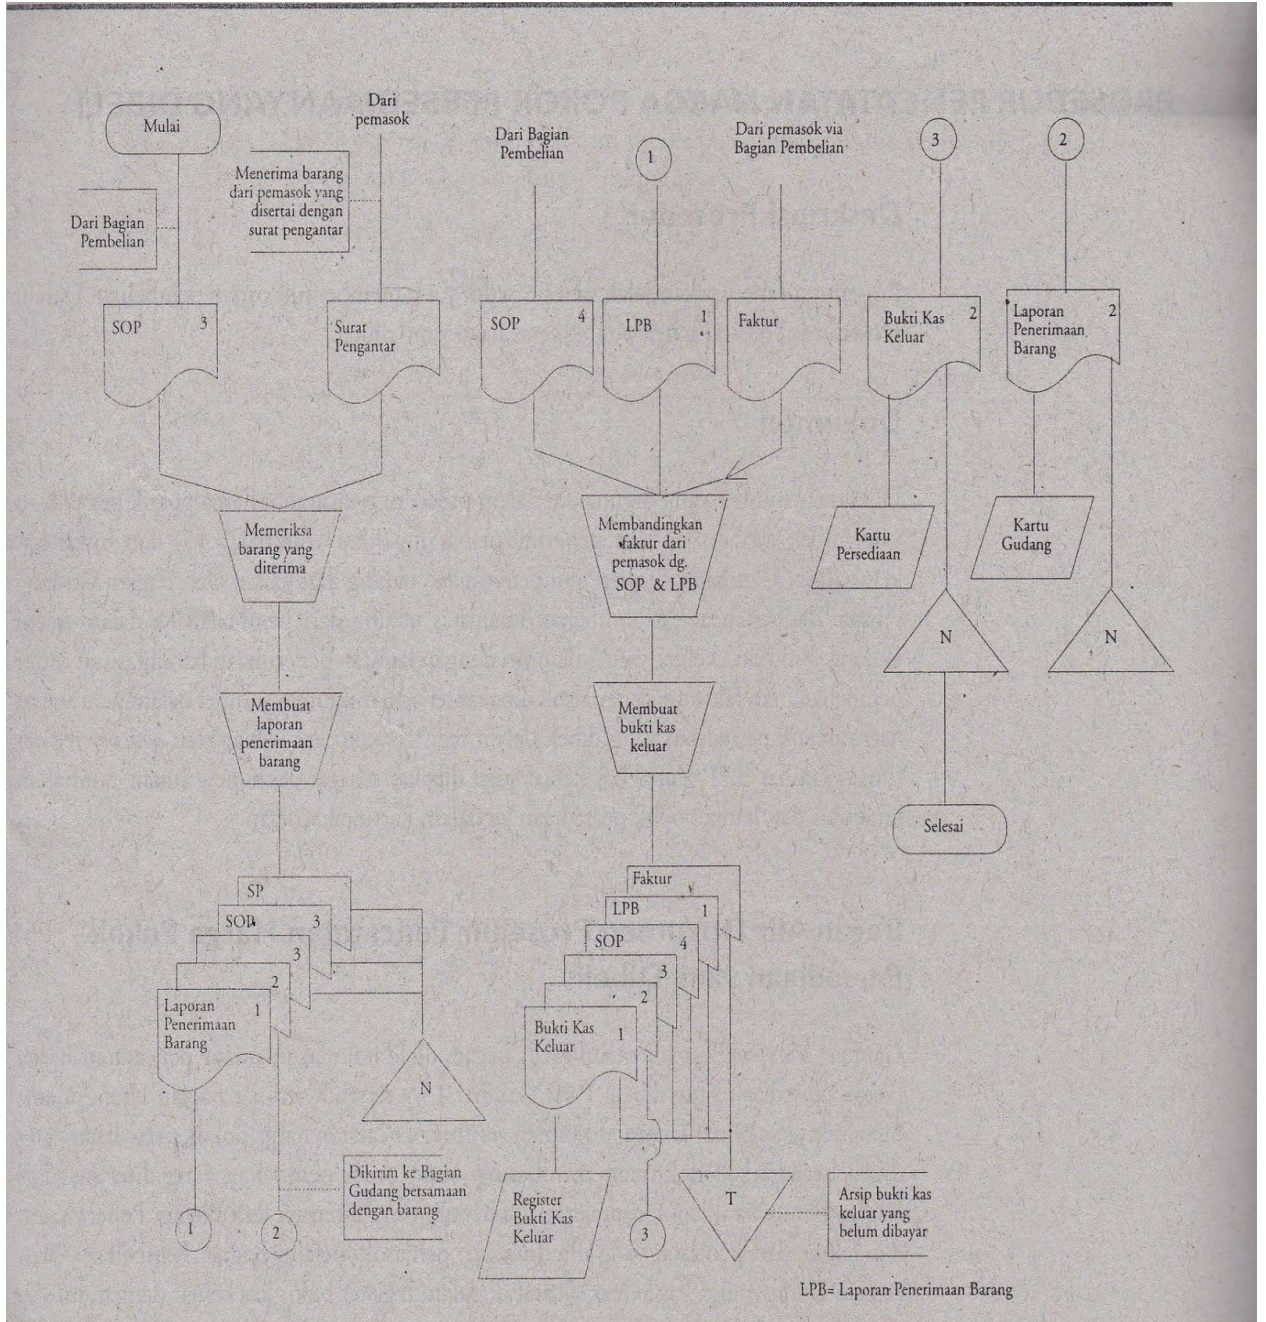 Mulai
Dari
pemasok
Dari Bagian
Pembelian
1
Dari pemasok via
Bagian Pembelian
3
2
Menerima barang
dari pemasok yang
disertai dengan
surat pengantar
Dari Bagian
Pembelian
SOP 3
Surat
Pengantar
SOP 4
LPB 1
Faktur
Bukti Kas 2
Keluar
Laporan 2
Penerimaan
Barang
Memeriksa
barang yang
diterima
Membandingkan
faktur dari
pemasok dg.
SOP & LPB
Kartu
Persediaan
Kartu
Gudang
N
N
Membuat
laporan
penerimaan
barang
Membuat
bukti kas
keluar
Selesai
SP
SOP 3
3
2
Laporan 1
Penerimaan
Barang
N
Faktur
LPB 1
SOP 4
3
2
Bukti Kas 1
Keluar
1
2
Dikirim ke Bagian
Gudang bersamaan
dengan barang
Register
Bukti Kas
Keluar
3
T
Arsip bukti kas
keluar yang
belum dibayar
LPB= Laporan Penerimaan Barang